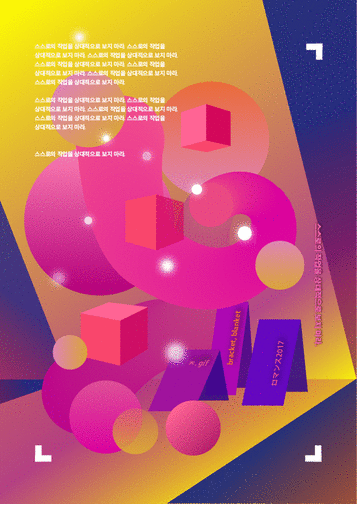 스스로의 작업을 상대적으로 보지 마라. 스스로의 작업을
상대적으로 보지 마라. 스스로의 작업을 상대적으로 보지 마라.
스스로의 작업을 상대적으로 보지 마라. 스스로의 작업을
상대적으로 보지 마라. 스스로의 작업을 상대적으로 보지 마라.
스스로의 작업을 상대적으로 보지 마라.
스스로의 작업을 상대적으로 보지 마라. 스스로의 작업을
상대적으로 보지 마라. 스스로의 작업을 상대적으로 보지 마라.
스스로의 작업을 상대적으로 보지 마라. 스스로의 작업을
상대적으로 보지 마라.
스스로의 작업을 상대적으로 보지 마라.
bracket, blanket
ロマンス2017